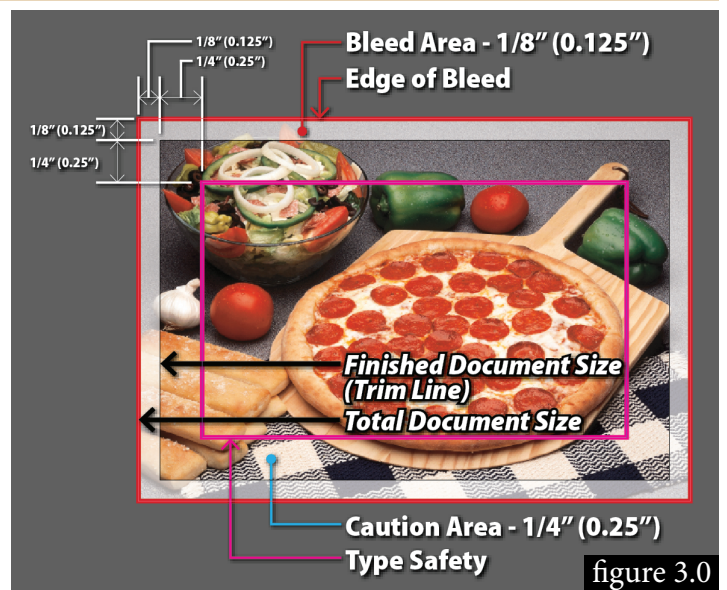 1/8” (0.125”)
1/4” (0.25”)
Bleed Area - 1/8” (0.125”)
Edge of Bleed
1/8” (0.125”)
1/4” (0.25”)
Finished Document Size
(Trim Line)
Total Document Size
Caution Area - 1/4” (0.25”)
Type Safety
figure 3.0